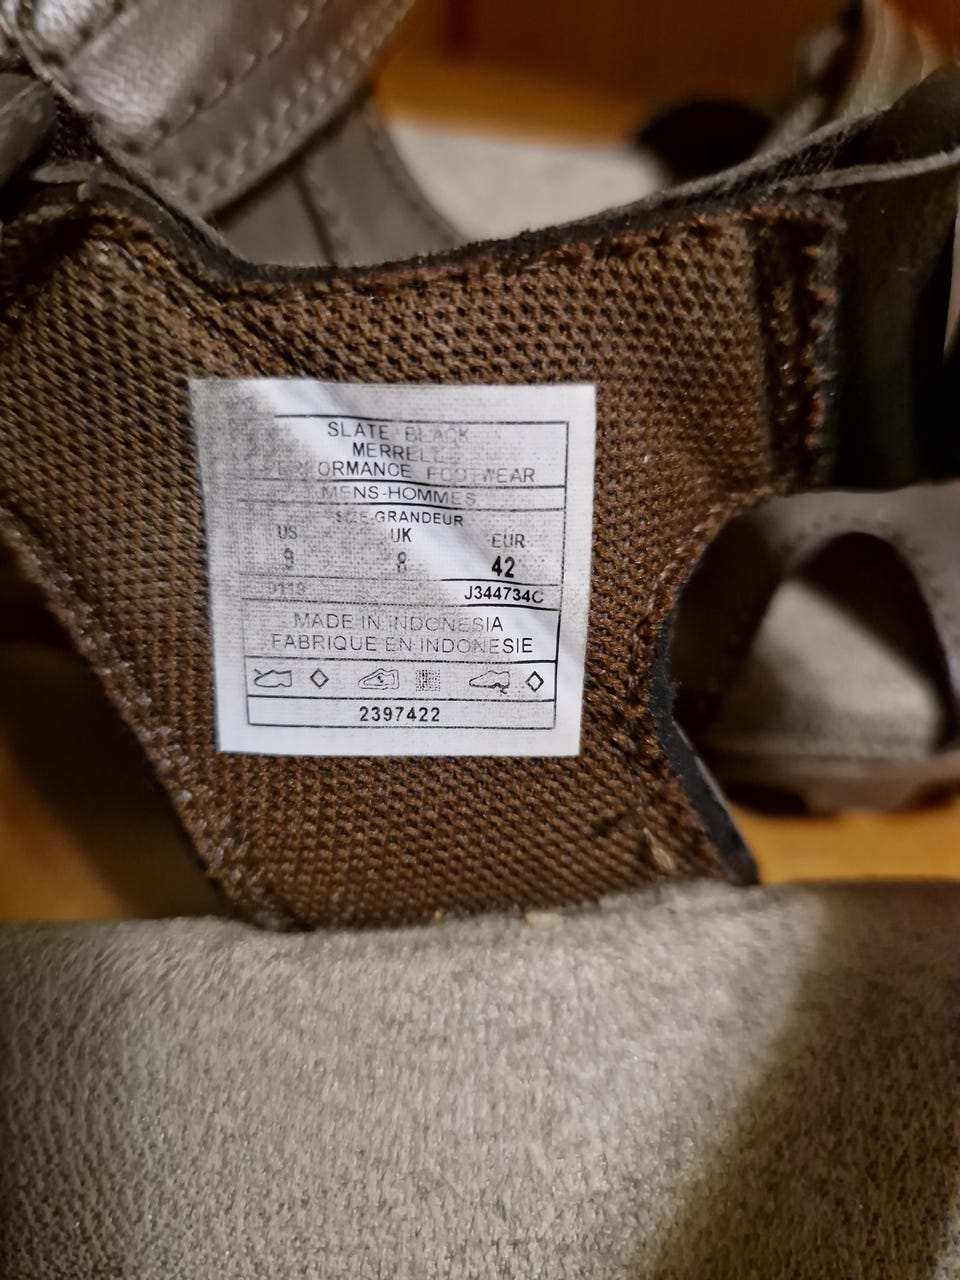 SLATE BLACK
MERRELL
PERFORMANCE FOOTWEAR
MENS-HOMMES
SIZE-GRANDEUR
US UK EUR
9 8 42
0119 J344734C
MADE IN INDONESIA
FABRIQUE EN INDONESIE
2397422